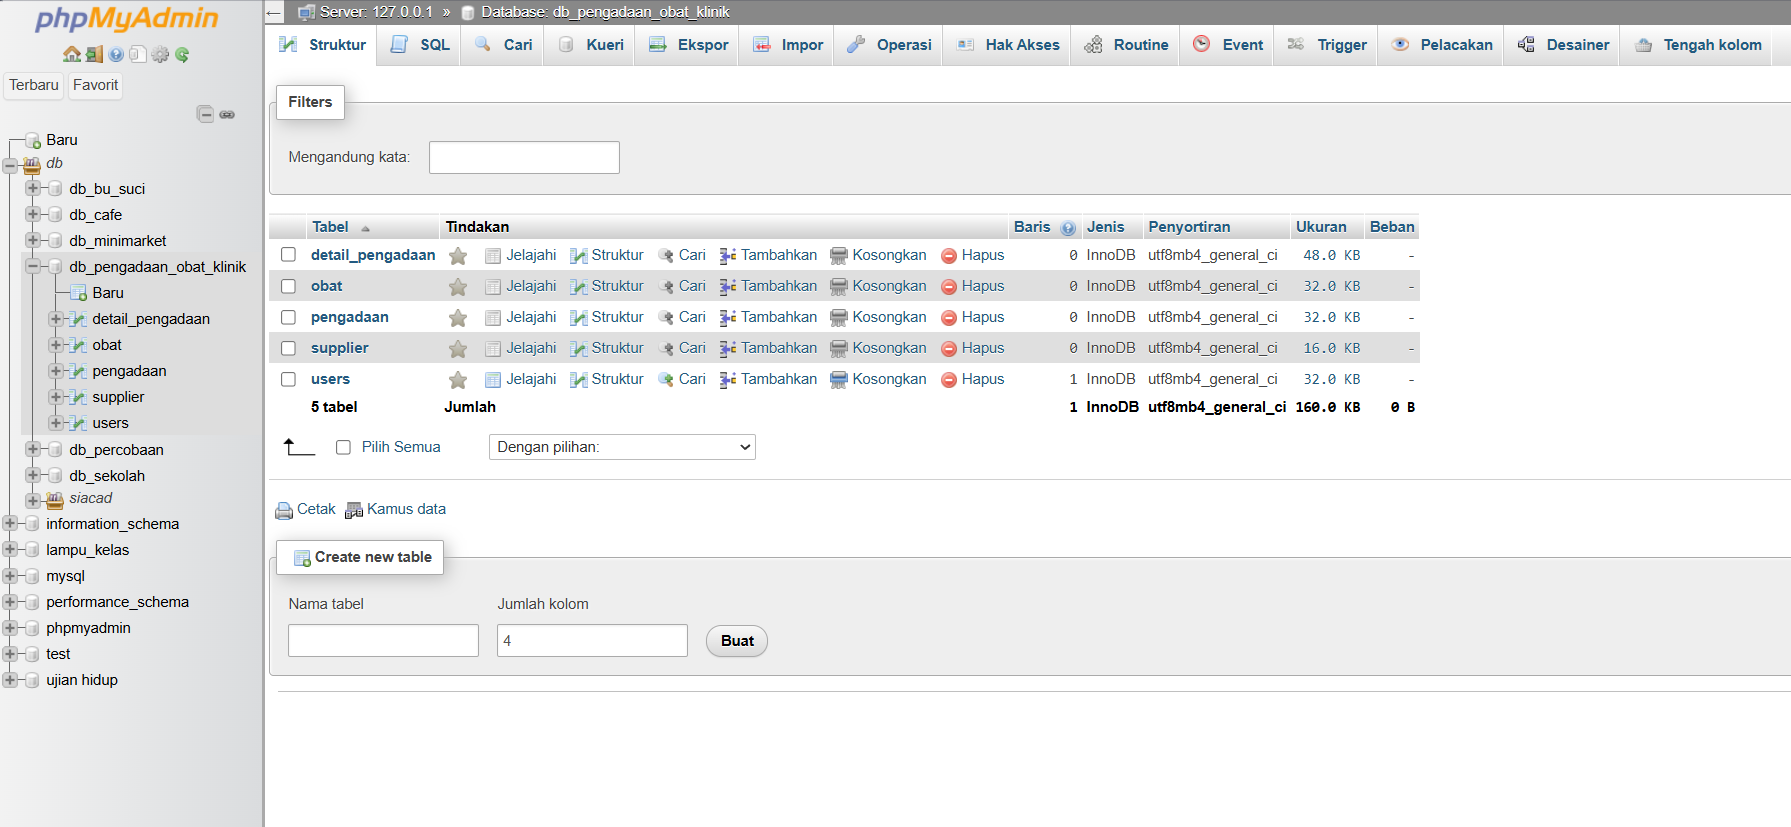 phpMyAdmin
Terbaru Favorit
Baru
db
db_bu_suci
db_cafe
db_minimarket
db_pengadaan_obat_klinik
Baru
detail_pengadaan
obat
pengadaan
supplier
users
db_percobaan
db_sekolah
siacad
information_schema
lampu_kelas
mysql
performance_schema
phpmyadmin
test
ujian hidup
Server: 127.0.0.1 » Database: db_pengadaan_obat_klinik
Struktur SQL Cari Kueri Ekspor Impor Operasi Hak Akses Routine Event Trigger Pelacakan Desainer Tengah kolom
Filters
Mengandung kata:
Tabel Tindakan Baris Jenis Penyortiran Ukuran Beban
detail_pengadaan Jelajahi Struktur Cari Tambahkan Kosongkan Hapus 0 InnoDB utf8mb4_general_ci 48.0 KB -
obat Jelajahi Struktur Cari Tambahkan Kosongkan Hapus 0 InnoDB utf8mb4_general_ci 32.0 KB -
pengadaan Jelajahi Struktur Cari Tambahkan Kosongkan Hapus 0 InnoDB utf8mb4_general_ci 32.0 KB -
supplier Jelajahi Struktur Cari Tambahkan Kosongkan Hapus 0 InnoDB utf8mb4_general_ci 16.0 KB -
users Jelajahi Struktur Cari Tambahkan Kosongkan Hapus 1 InnoDB utf8mb4_general_ci 32.0 KB -
5 tabel Jumlah 1 InnoDB utf8mb4_general_ci 160.0 KB 0 B
Pilih Semua Dengan pilihan:
Cetak Kamus data
Create new table
Nama tabel Jumlah kolom
4 Buat